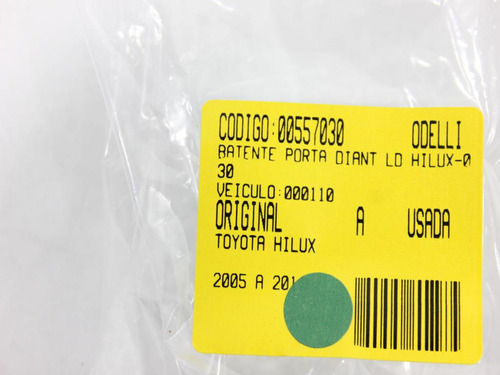 CODIGO:00557030 ODELLI
BATENTE PORTA DIANT LD HILUX-0
30
VEICULO:000110
ORIGINAL A USADA
TOYOTA HILUX
2005 A